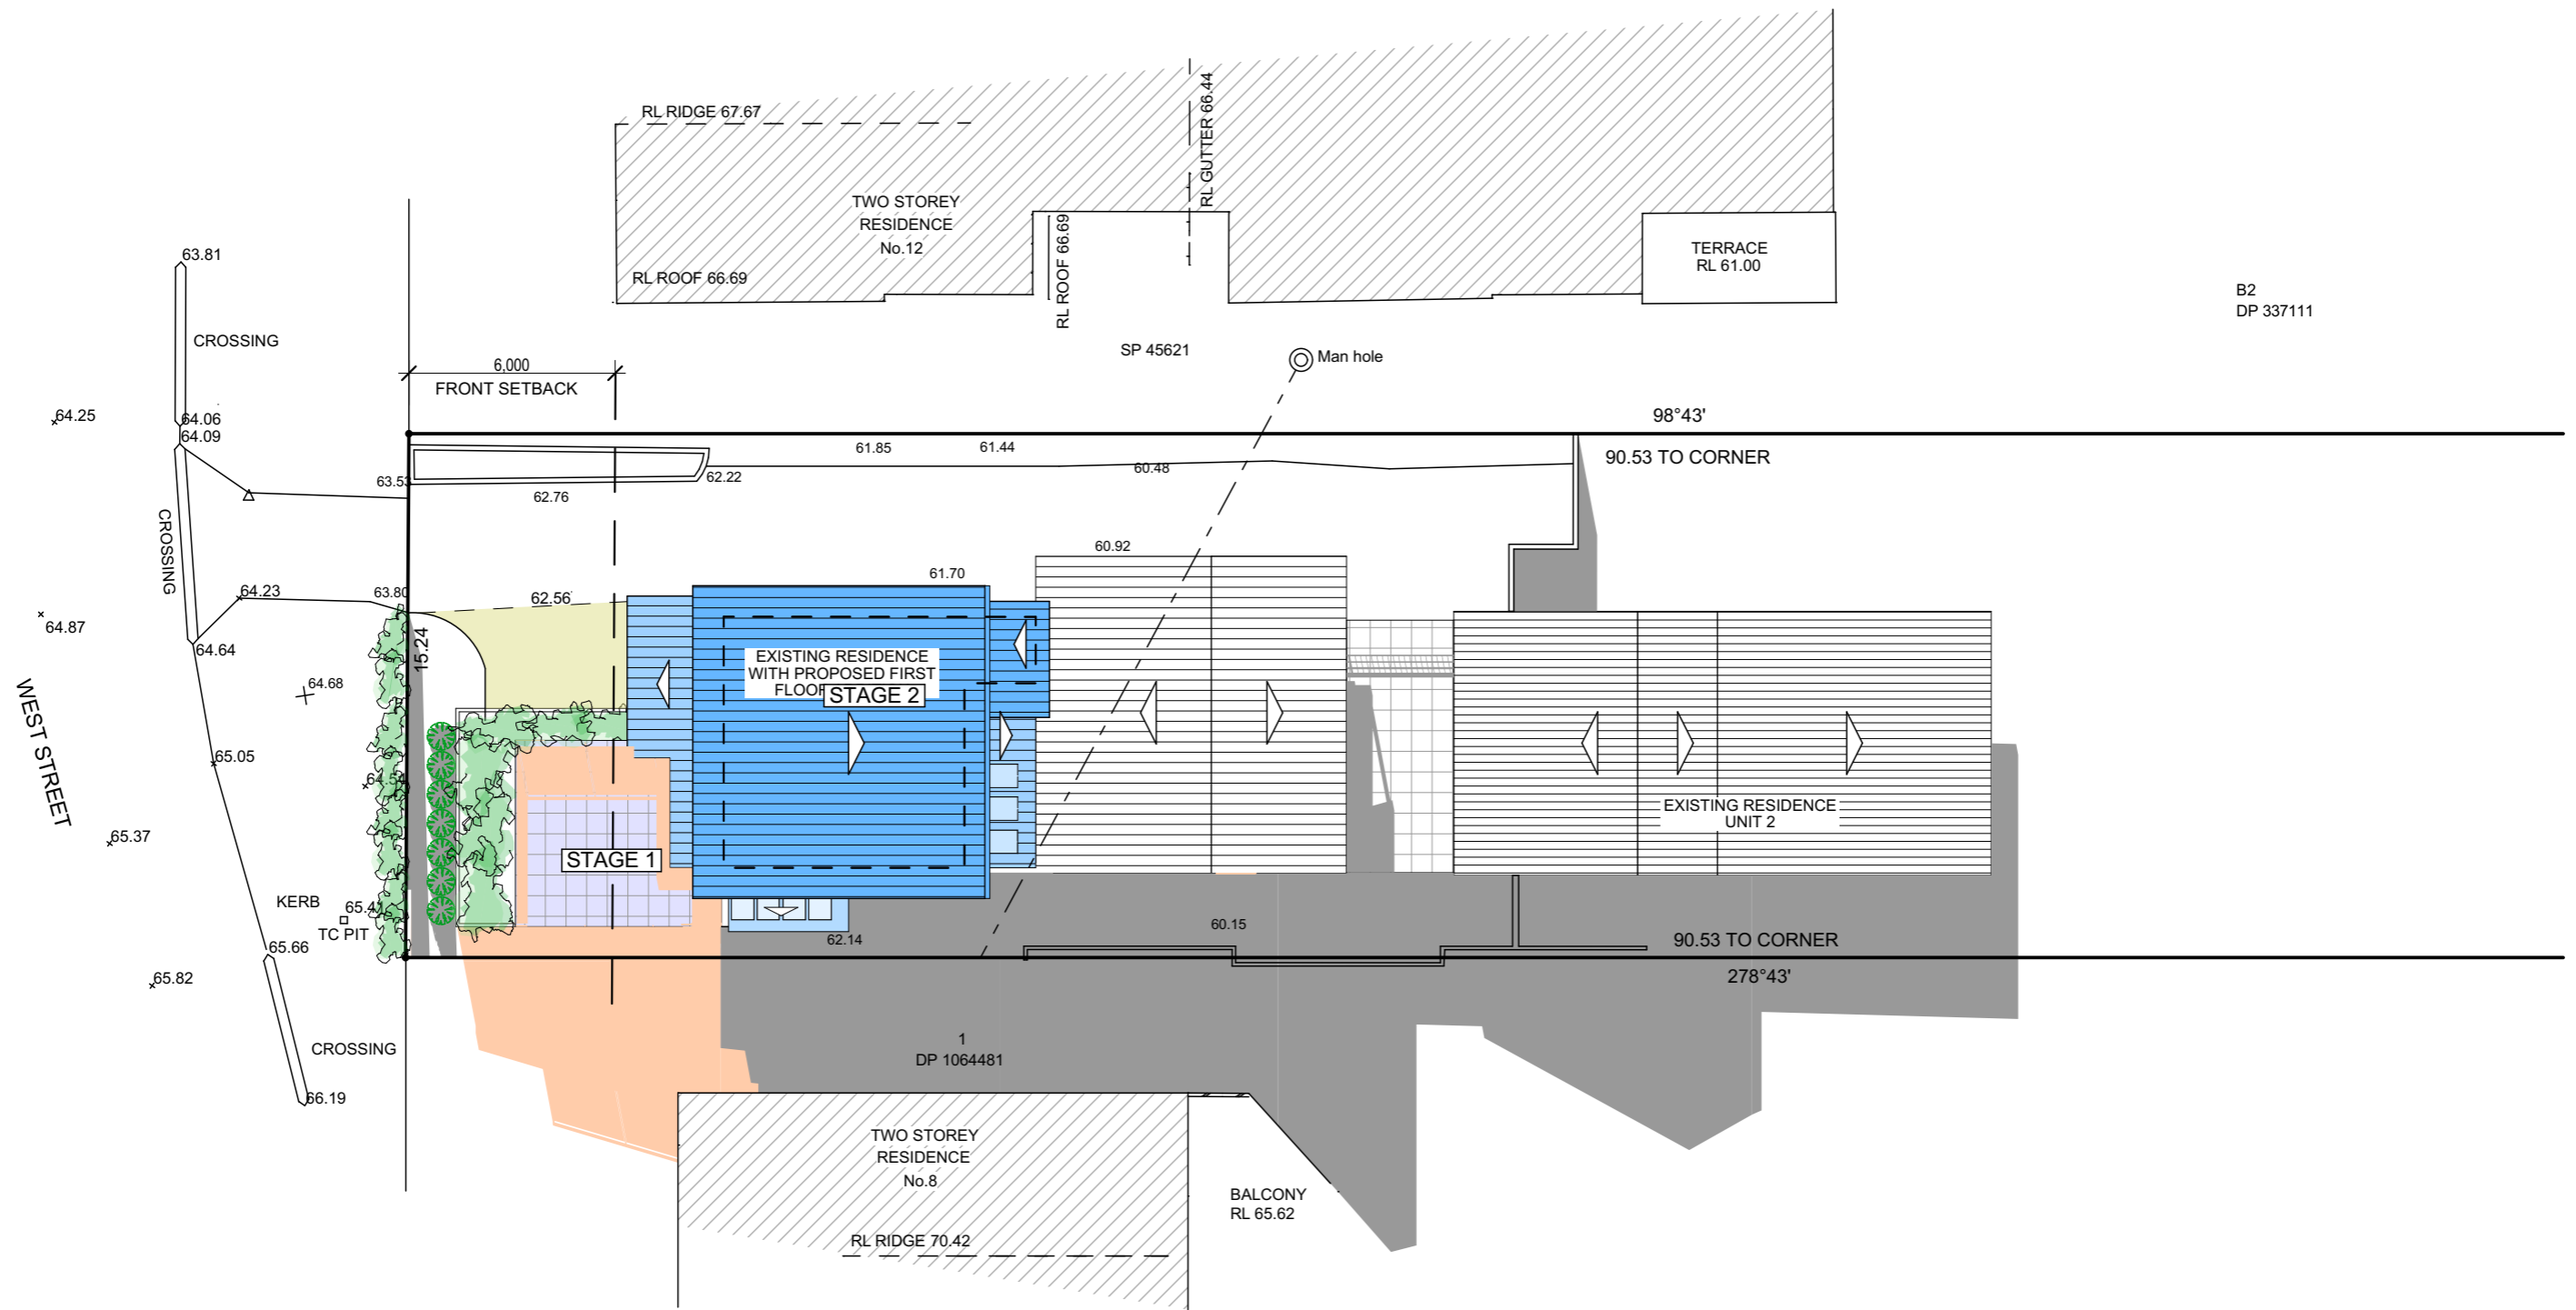 RL RIDGE 67.67
RL GUTTER 66.44
TWO STOREY
RESIDENCE
No.12
RL ROOF 66.69
RL ROOF 66.69
TERRACE
RL 61.00
B2
DP 337111
63.81
CROSSING
SP 45621
Man hole
6,000
FRONT SETBACK
64.25
64.06
64.09
98°43'
90.53 TO CORNER
61.85
61.44
60.48
63.53
62.76
62.22
CROSSING
60.92
61.70
64.23
63.80
62.56
64.87
64.64
15.24
64.68
EXISTING RESIDENCE
WITH PROPOSED FIRST
STAGE 2
WEST STREET
65.05
64.54
65.37
STAGE 1
EXISTING RESIDENCE
UNIT 2
KERB
65.41
TC PIT
62.14
60.15
90.53 TO CORNER
65.66
65.82
278°43'
CROSSING
1
DP 1064481
66.19
TWO STOREY
RESIDENCE
No.8
BALCONY
RL 65.62
RL RIDGE 70.42